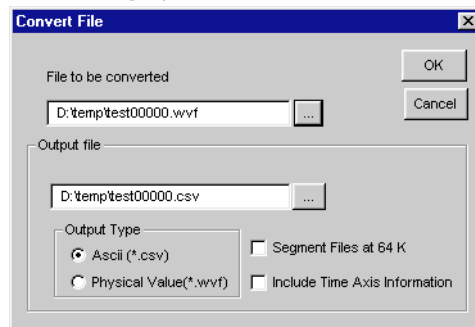 Convert File
OK
File to be converted
Cancel
D:\temp\test00000.wvf
...
Output file
D:\temp\test00000.csv
...
Output Type
Ascii (*.csv)
Segment Files at 64 K
Physical Value(*.wvf)
Include Time Axis Information